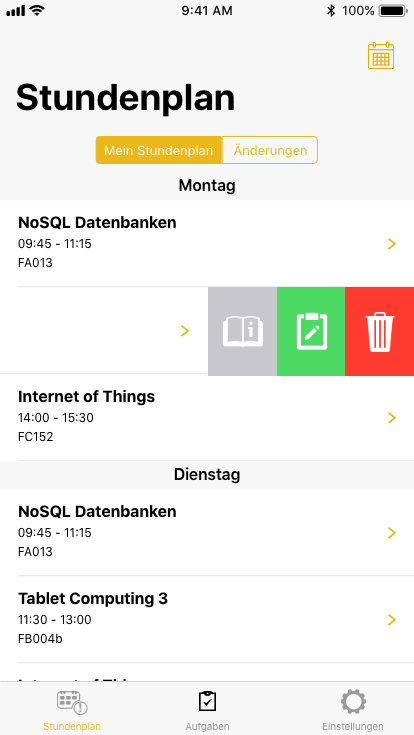 9:41 AM
100%
Stundenplan
Mein Stundenplan
Änderungen
Montag
NoSQL Datenbanken
09:45 - 11:15
FA013
Internet of Things
14:00 - 15:30
FC152
Dienstag
NoSQL Datenbanken
09:45 - 11:15
FA013
Tablet Computing 3
11:30 - 13:00
FB004b
Stundenplan
Aufgaben
Einstellungen